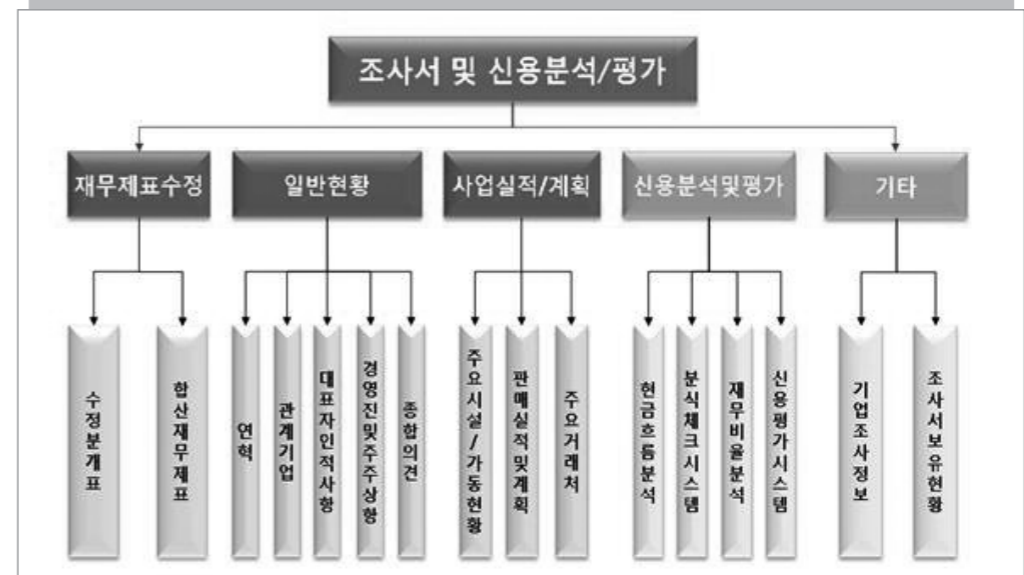 조사서 및 신용분석/평가
재무제표수정
일반현황
사업실적/계획
신용분석및평가
기타
수정분개표
합산재무제표
연혁
관계기업
대표자인적사항
경영진및주주상항
종합의견
주요시설/가동현황
판매실적및계획
주요거래처
현금흐름분석
분식체크시스템
재무비율분석
신용평가시스템
기업조사정보
조사서보유현황